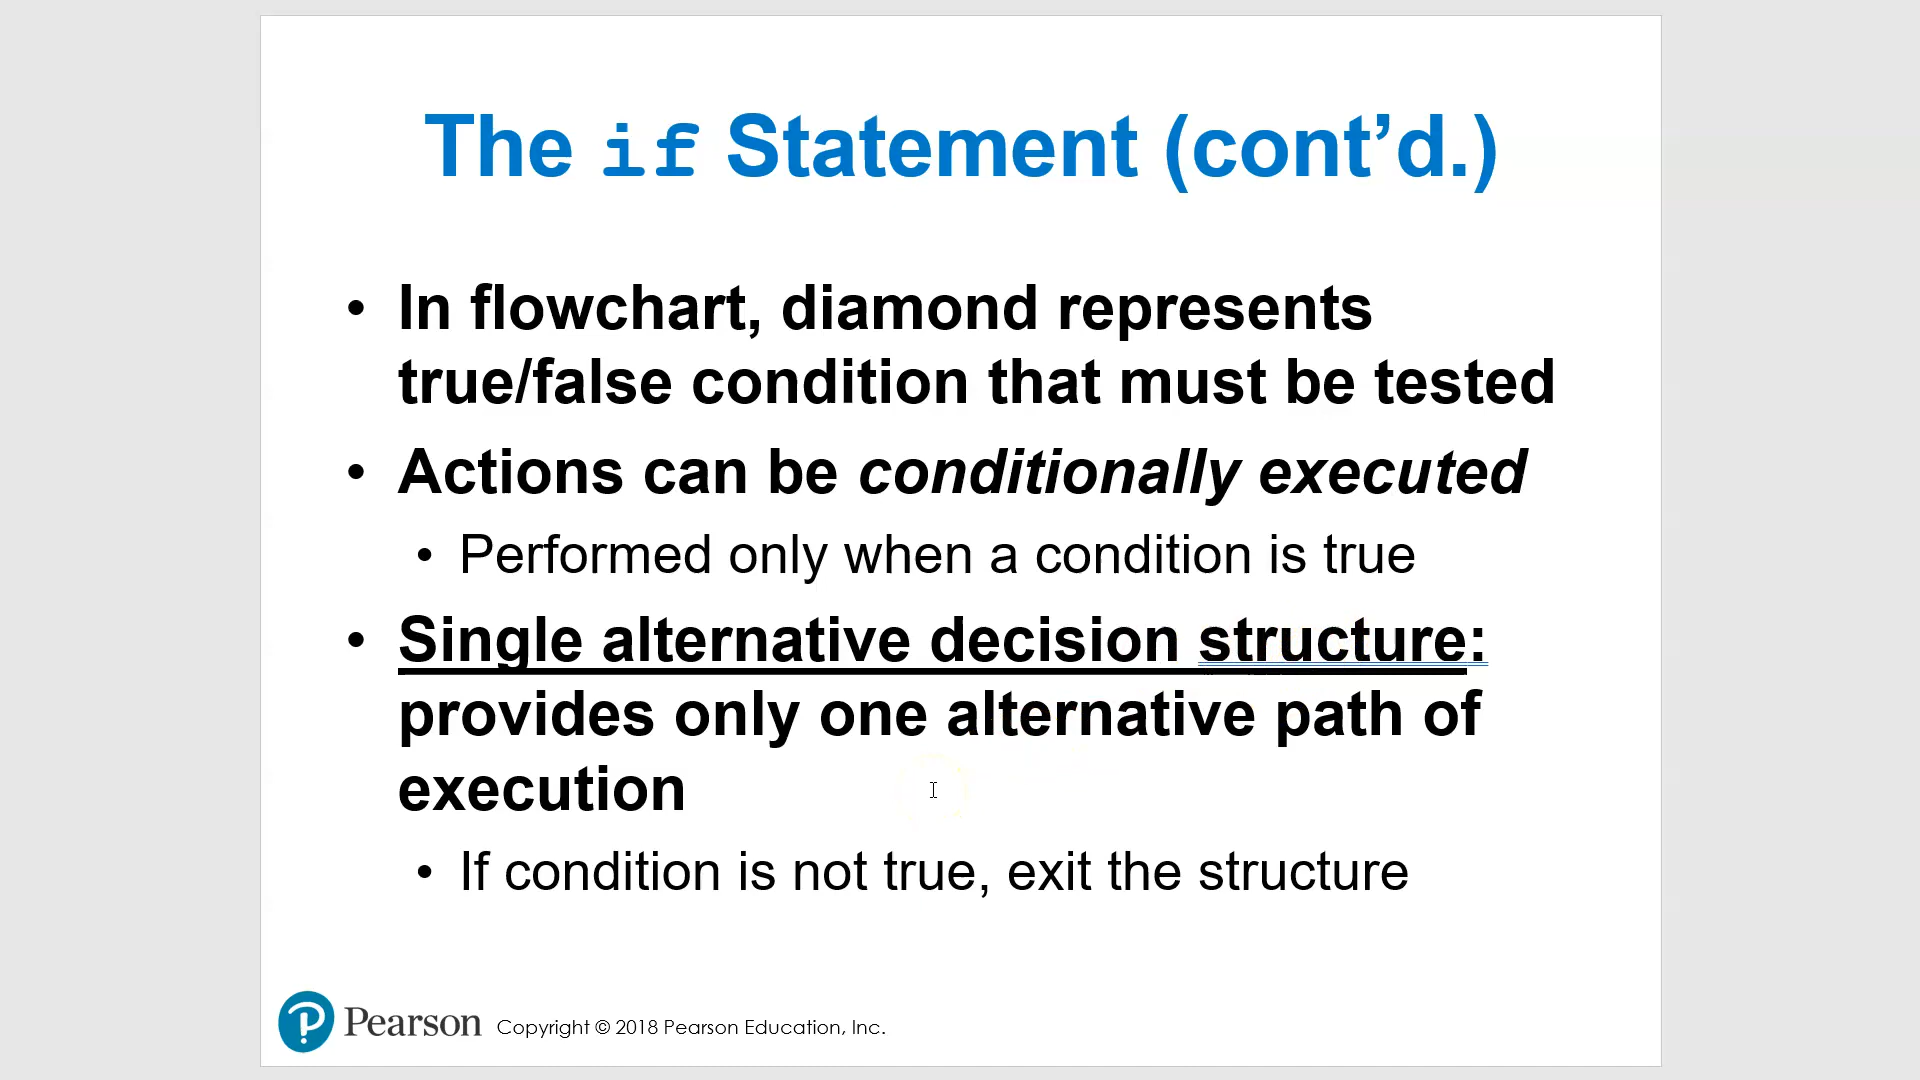 The if Statement (cont’d.)
• In flowchart, diamond represents
true/false condition that must be tested
• Actions can be conditionally executed
• Performed only when a condition is true
• Single alternative decision structure:
provides only one alternative path of
execution
• If condition is not true, exit the structure
Pearson Copyright © 2018 Pearson Education, Inc.